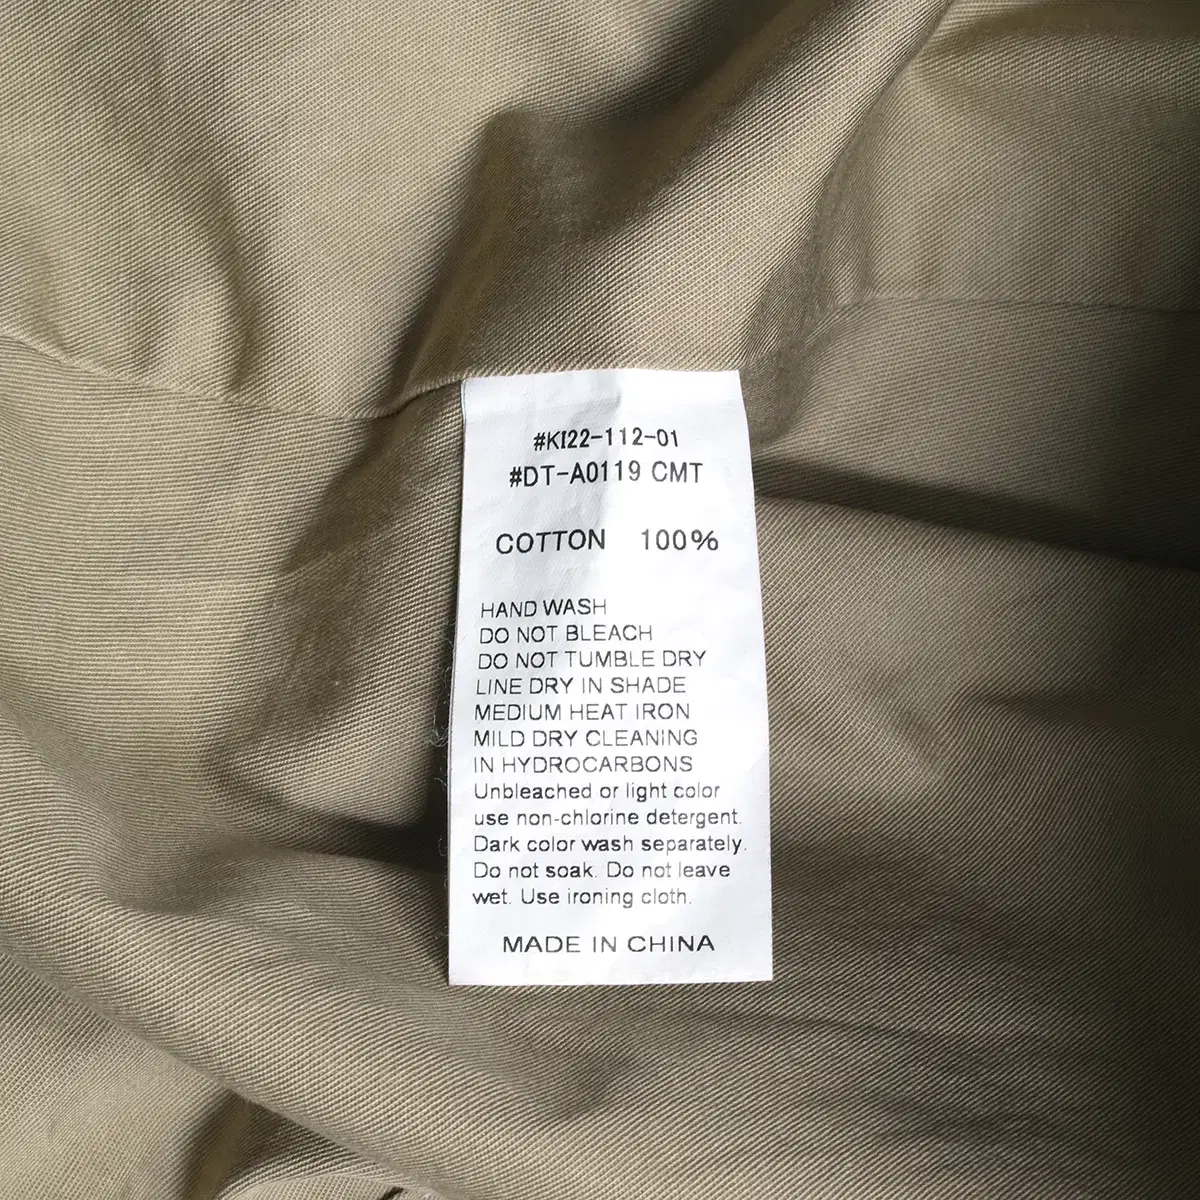 #KI22-112-01
#DT-A0119 CMT
COTTON 100%
HAND WASH
DO NOT BLEACH
DO NOT TUMBLE DRY
LINE DRY IN SHADE
MEDIUM HEAT IRON
MILD DRY CLEANING
IN HYDROCARBONS
Unbleached or light color
use non-chlorine detergent.
Dark color wash separately.
Do not soak. Do not leave
wet. Use ironing cloth.
MADE IN CHINA